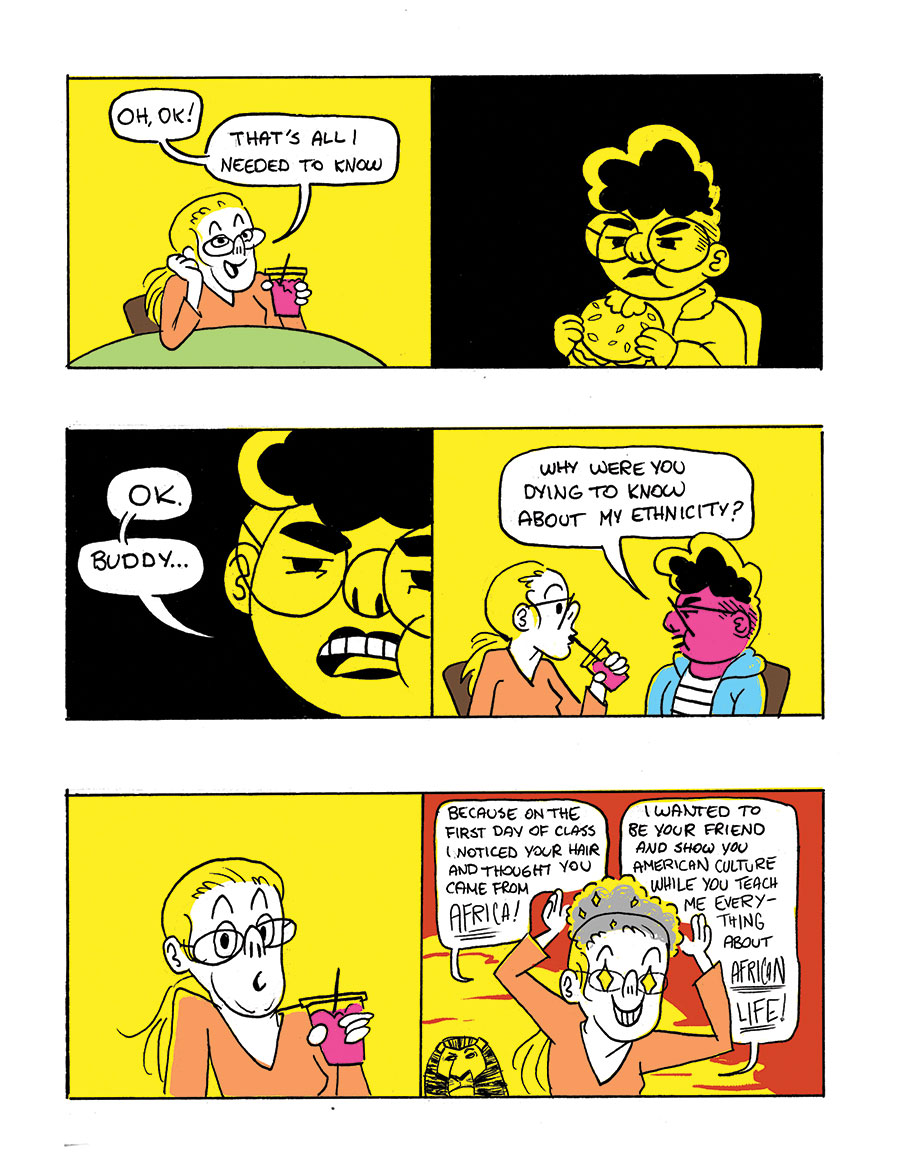 OH, OK!
THAT'S ALL I
NEEDED TO KNOW
OK.
BUDDY...
WHY WERE YOU
DYING TO KNOW
ABOUT MY ETHNICITY?
BECAUSE ON THE
FIRST DAY OF CLASS
I NOTICED YOUR HAIR
AND THOUGHT YOU
CAME FROM
AFRICA!
I WANTED TO
BE YOUR FRIEND
AND SHOW YOU
AMERICAN CULTURE
WHILE YOU TEACH
ME EVERY-
THING
ABOUT
AFRICAN
LIFE!